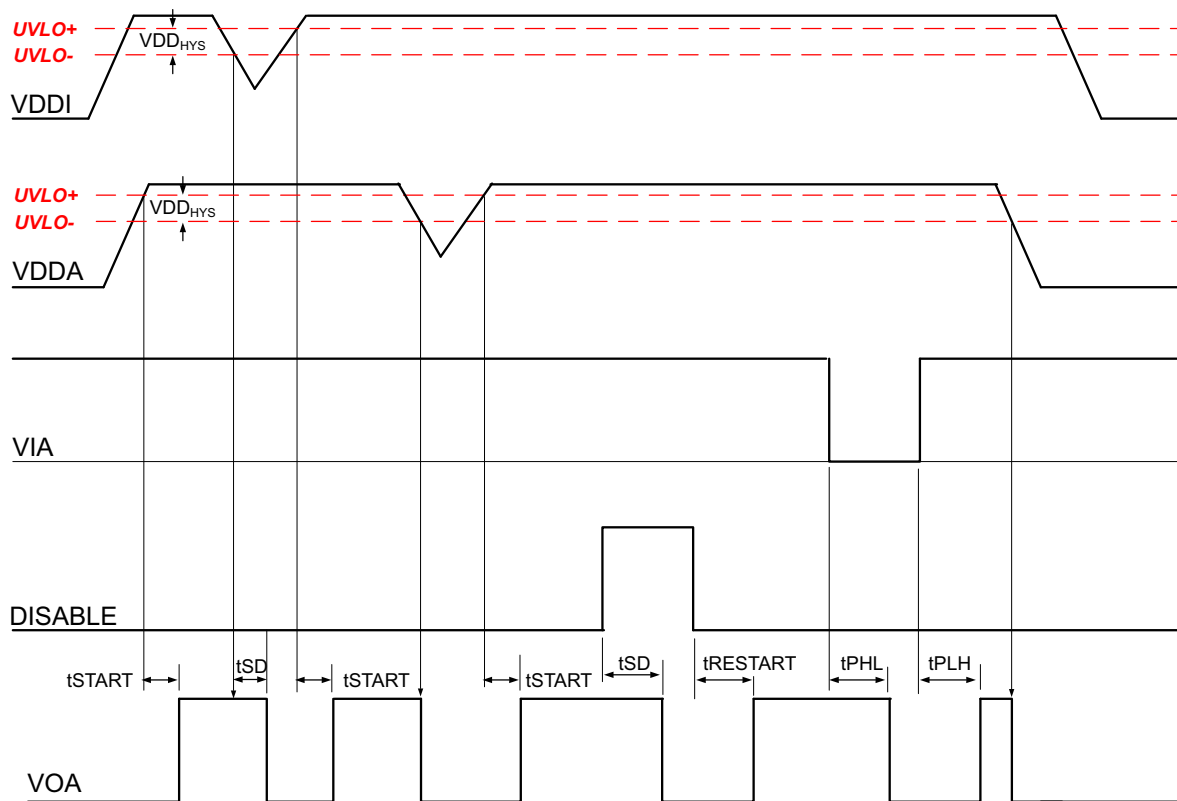 UVLO+
VDDHYS
UVLO-
VDDI
UVLO+
VDDHYS
UVLO-
VDDA
VIA
DISABLE
tSTART
tSD
tSTART
tSTART
tSD
tRESTART
tPHL
tPLH
VOA